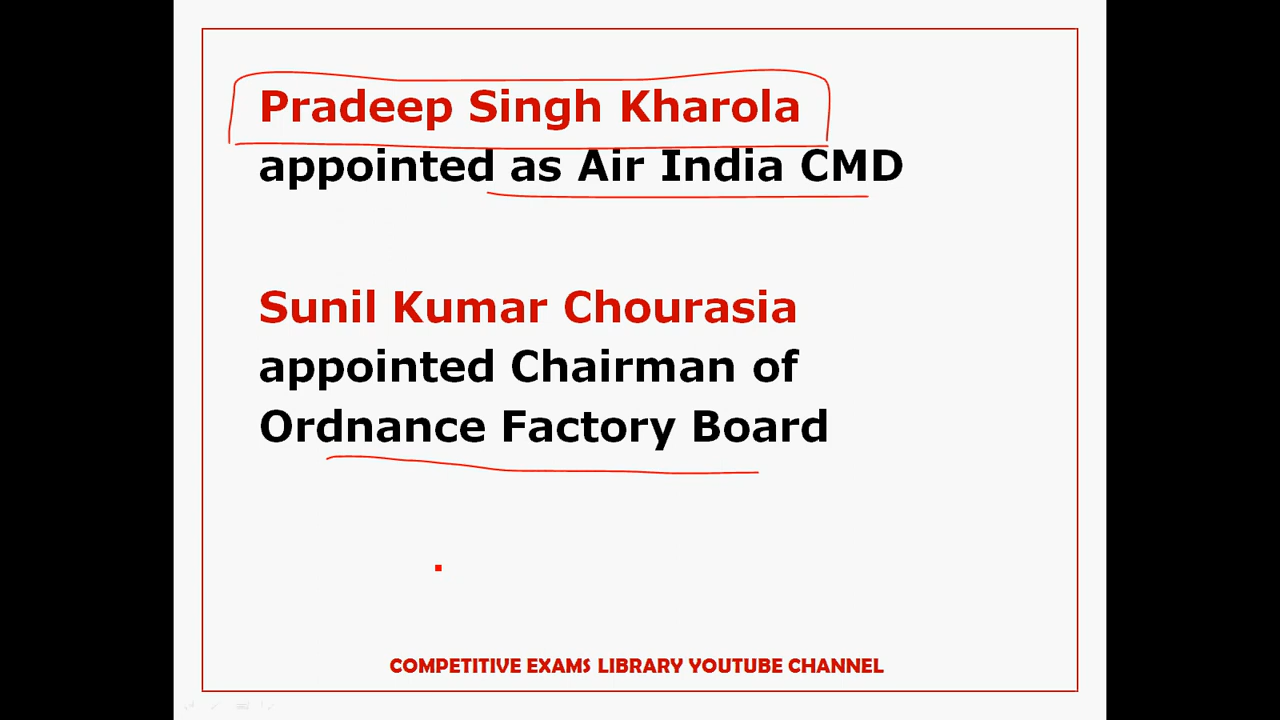 Pradeep Singh Kharola
appointed as Air India CMD
Sunil Kumar Chourasia
appointed Chairman of
Ordnance Factory Board
COMPETITIVE EXAMS LIBRARY YOUTUBE CHANNEL